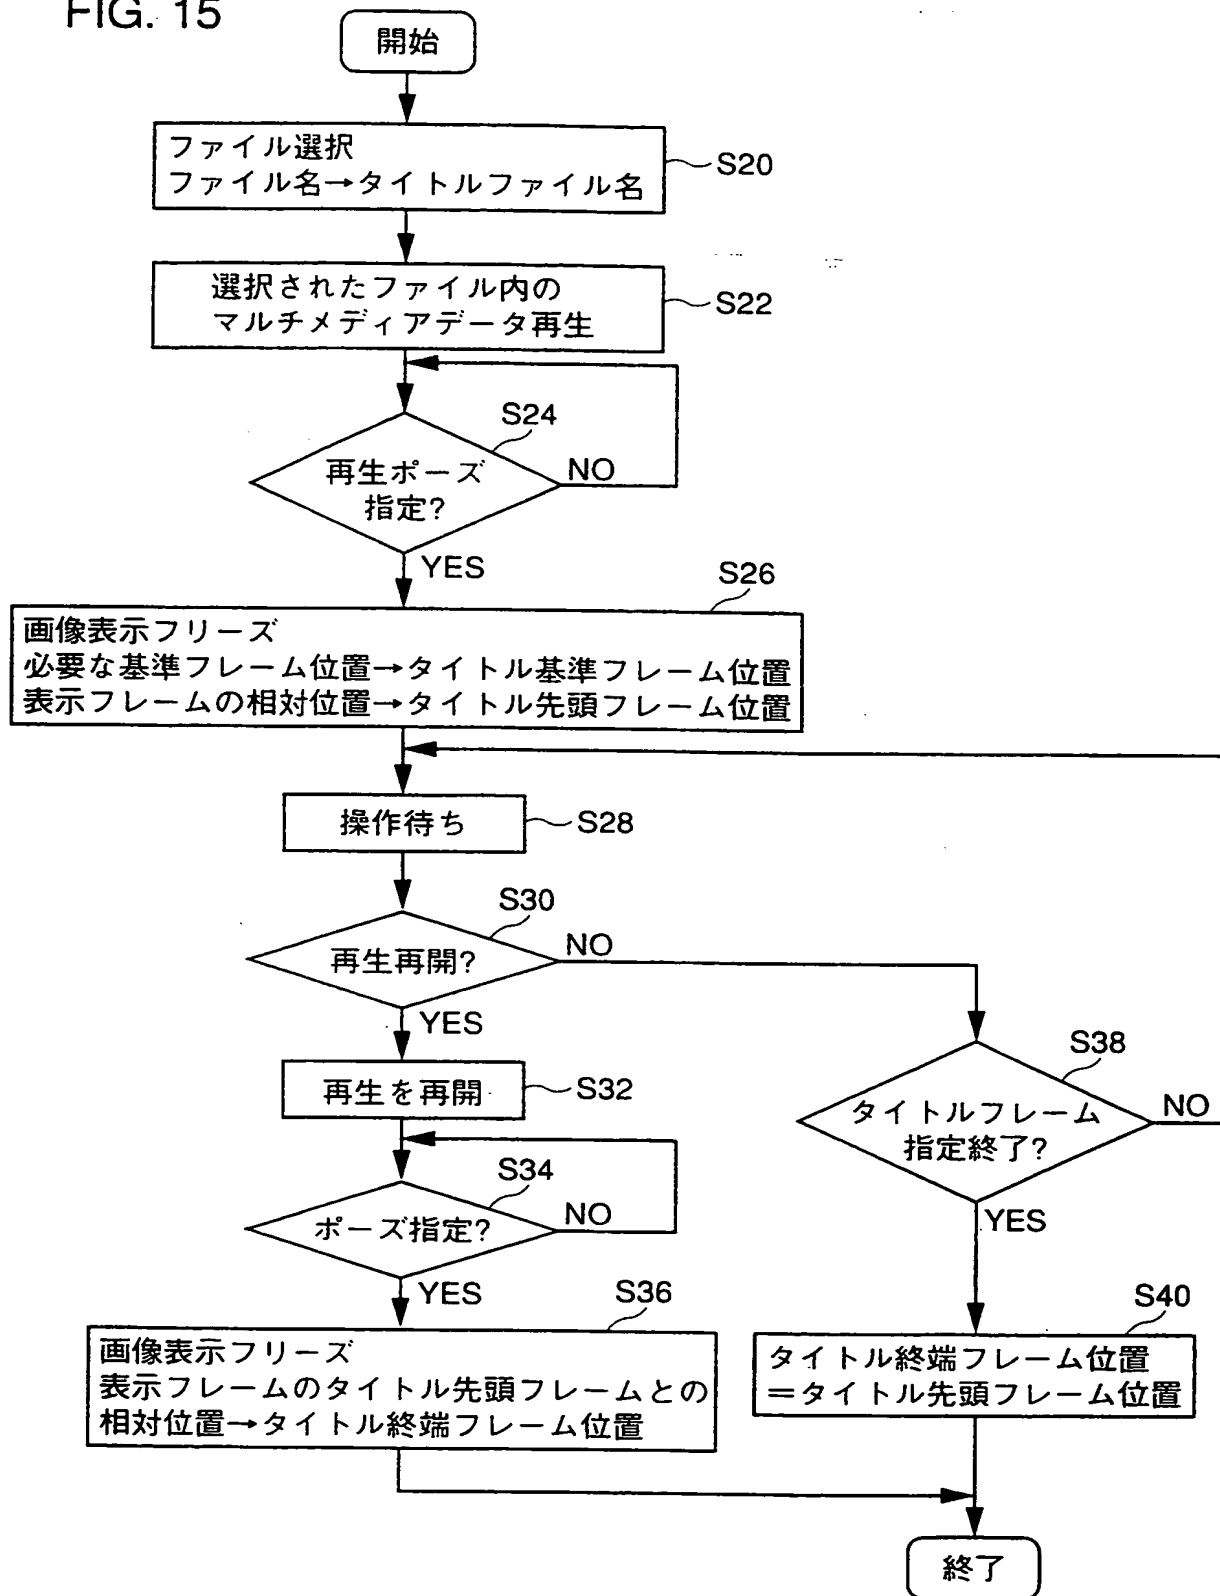 FIG. 15
開始
ファイル選択
ファイル名→タイトルファイル名
S20
選択されたファイル内の
マルチメディアデータ再生
S22
S24
再生ポーズ
指定?
NO
YES
S26
画像表示フリーズ
必要な基準フレーム位置→タイトル基準フレーム位置
表示フレームの相対位置→タイトル先頭フレーム位置
操作待ち
S28
S30
再生再開?
NO
YES
再生を再開
S32
S34
ポーズ指定?
NO
YES
S36
画像表示フリーズ
表示フレームのタイトル先頭フレームとの
相対位置→タイトル終端フレーム位置
S38
タイトルフレーム
指定終了?
NO
YES
S40
タイトル終端フレーム位置
=タイトル先頭フレーム位置
終了